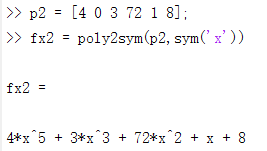 >> p2 = [4 0 3 72 1 8];
>> fx2 = poly2sym(p2,sym('x'))
fx2 =
4*x^5 + 3*x^3 + 72*x^2 + x + 8